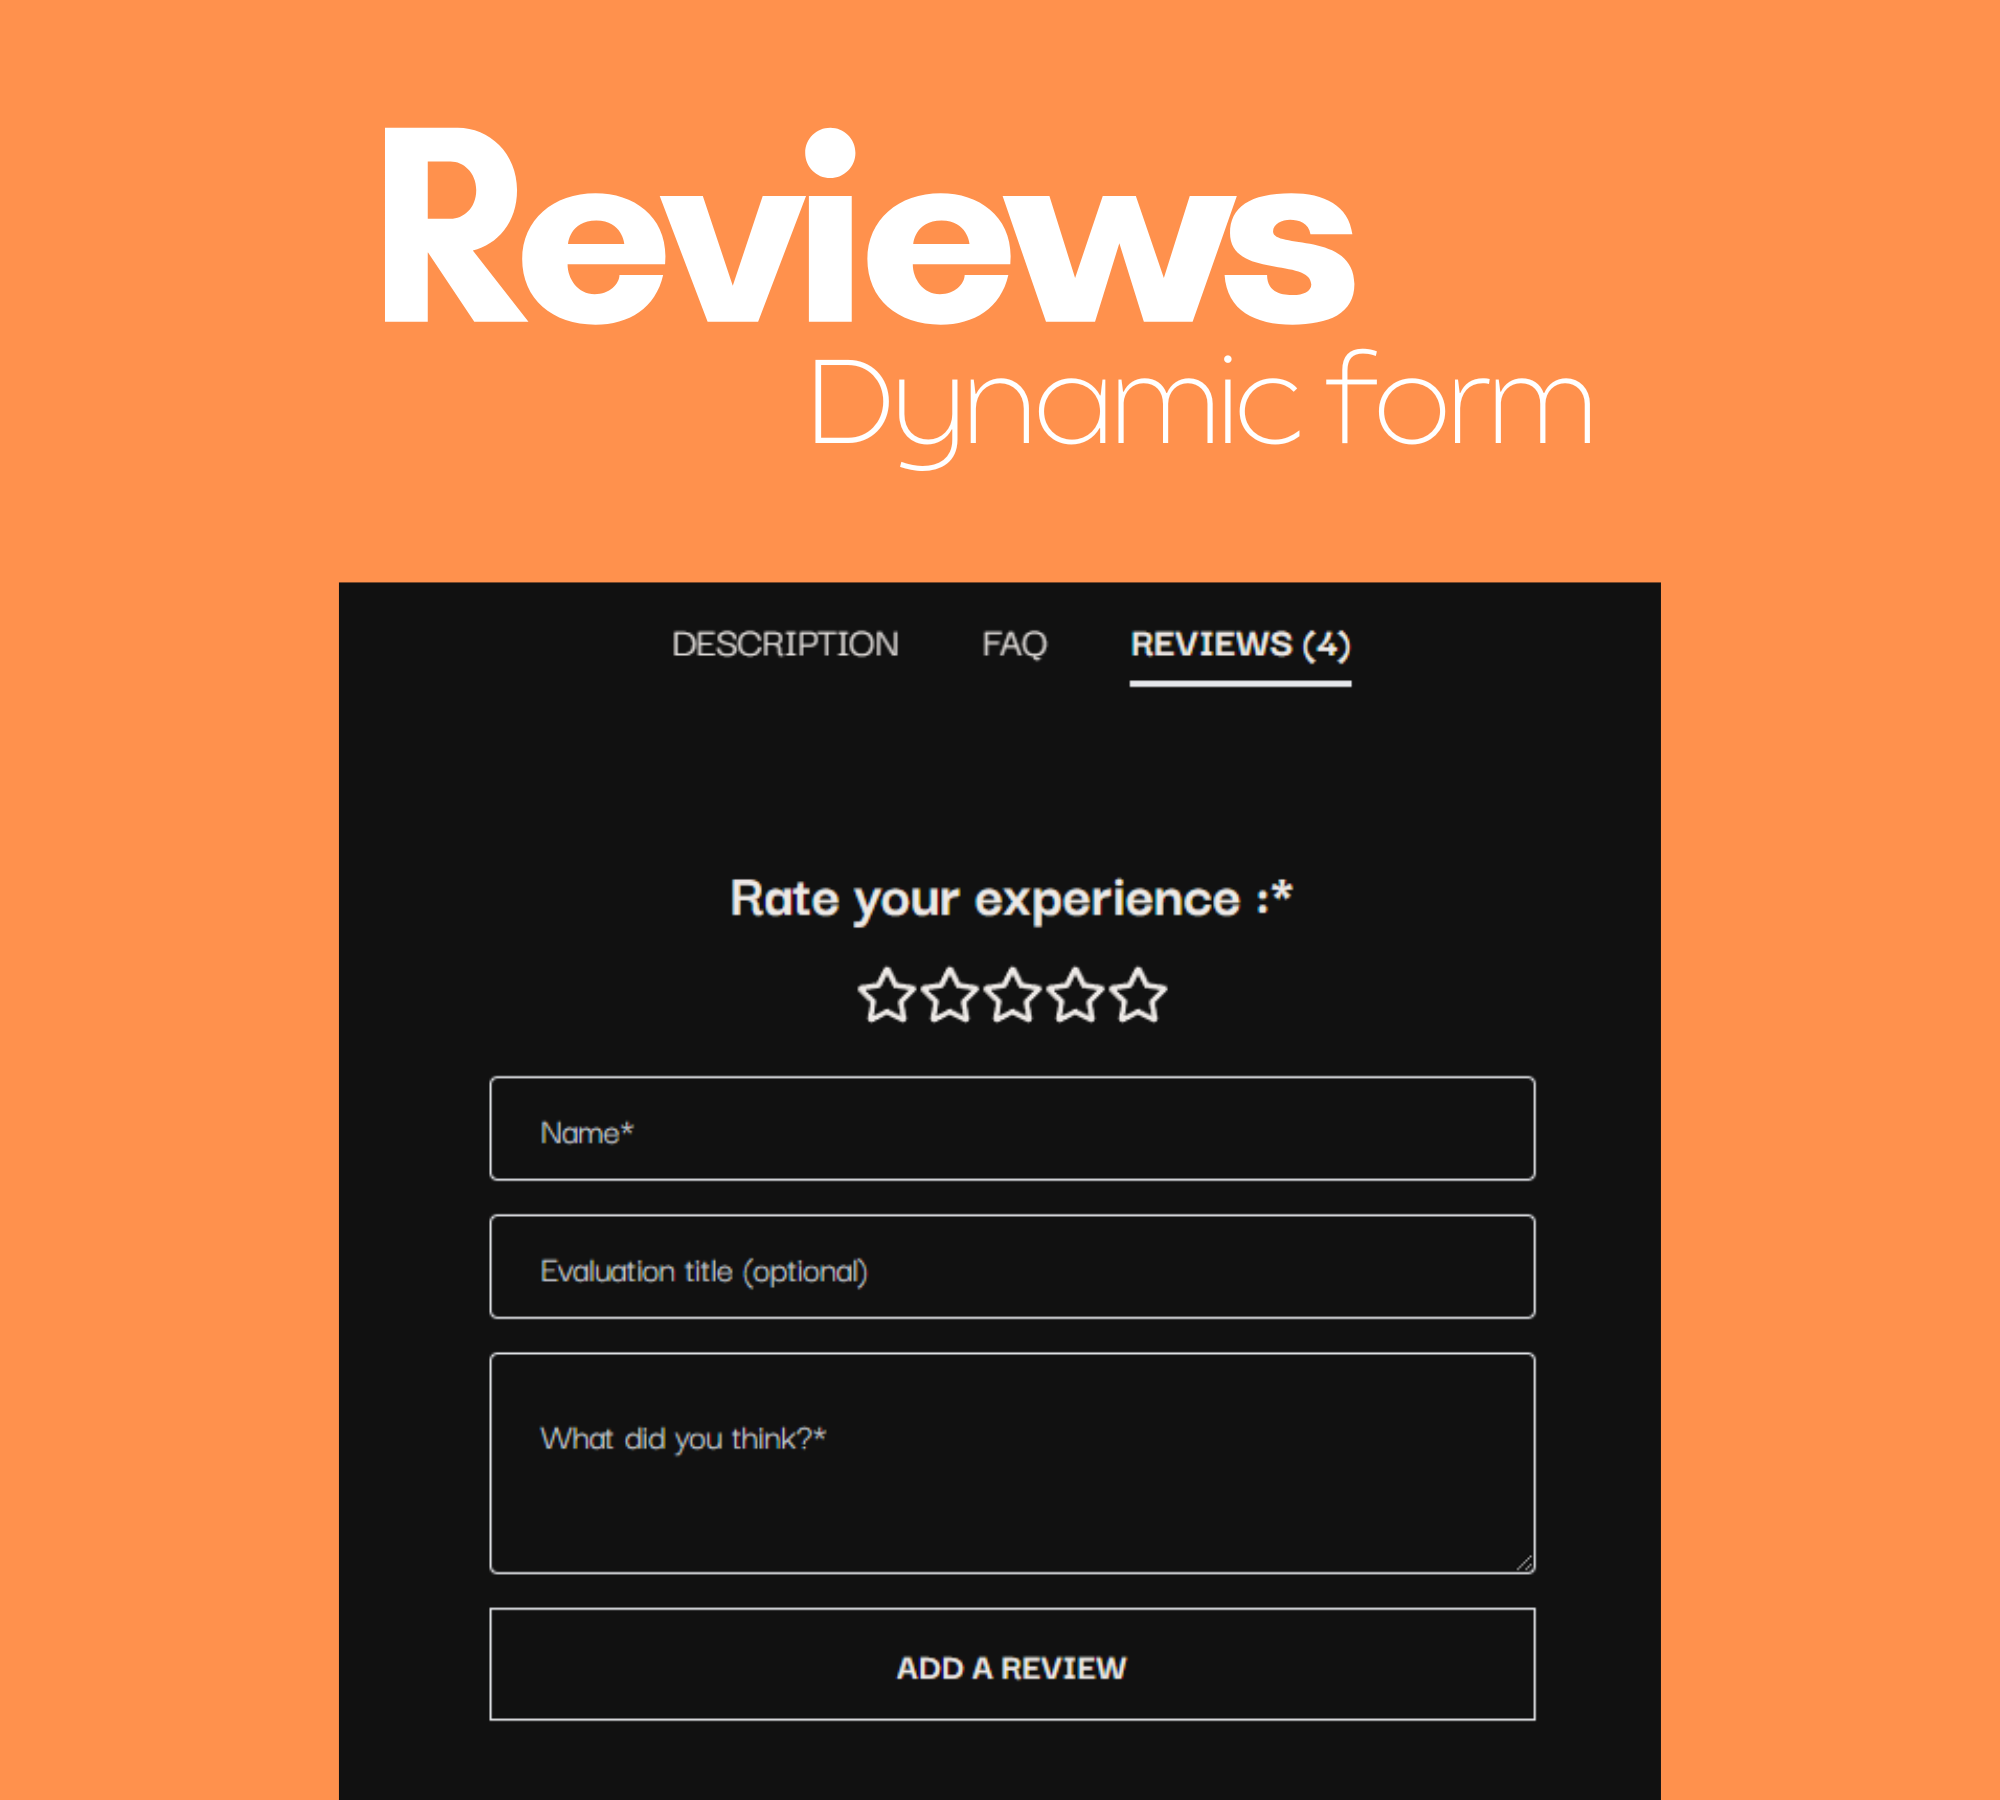 Reviews
Dynamic form
DESCRIPTION FAQ REVIEWS (4)
Rate your experience :*
Name*
Evaluation title (optional)
What did you think?*
ADD A REVIEW